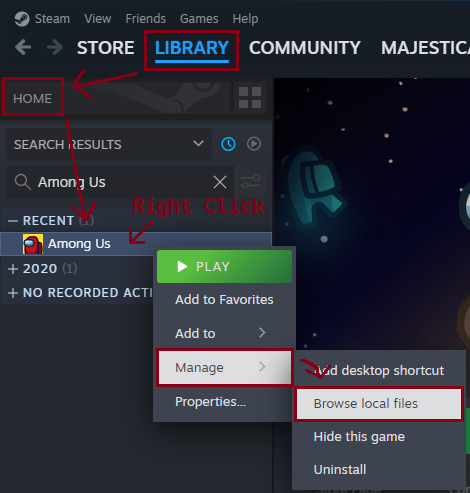 Steam View Friends Games Help
STORE LIBRARY COMMUNITY MAJESTICA
HOME
SEARCH RESULTS
Among Us
Right Click
— RECENT (1)
Among Us
+ 2020 (1)
+ NO RECORDED ACTI
PLAY
Add to Favorites
Add to
Manage
Properties...
Add desktop shortcut
Browse local files
Hide this game
Uninstall